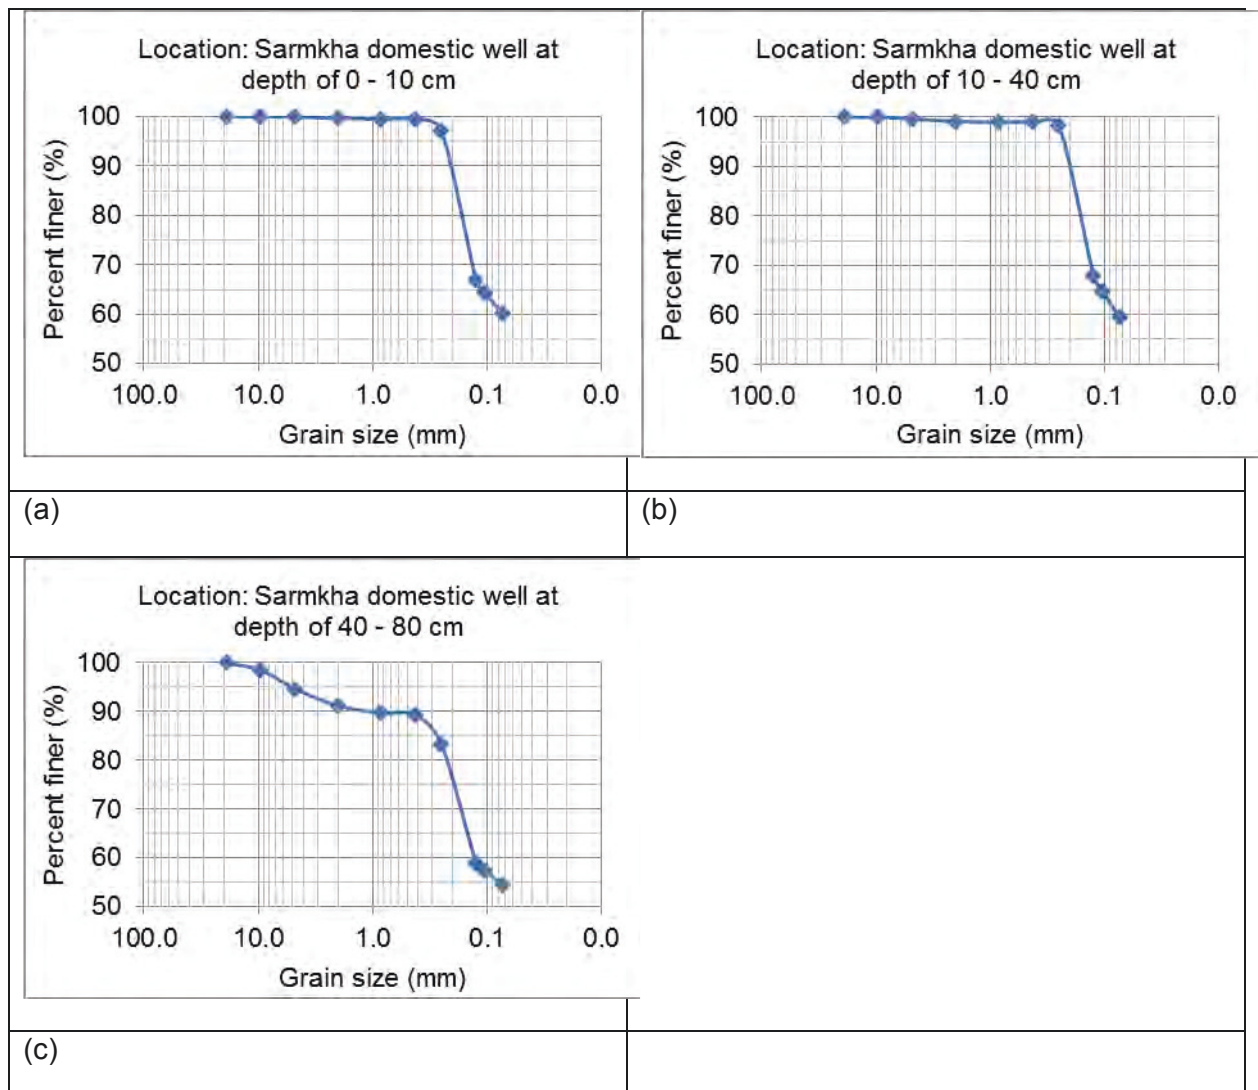 Location: Sarmkha domestic well at
depth of 0 - 10 cm
Percent finer (%)
100
90
80
70
60
50
100.0 10.0 1.0 0.1 0.0
Grain size (mm)
Location: Sarmkha domestic well at
depth of 10 - 40 cm
Percent finer (%)
100
90
80
70
60
50
100.0 10.0 1.0 0.1 0.0
Grain size (mm)
(a)
(b)
Location: Sarmkha domestic well at
depth of 40 - 80 cm
Percent finer (%)
100
90
80
70
60
50
100.0 10.0 1.0 0.1 0.0
Grain size (mm)
(c)